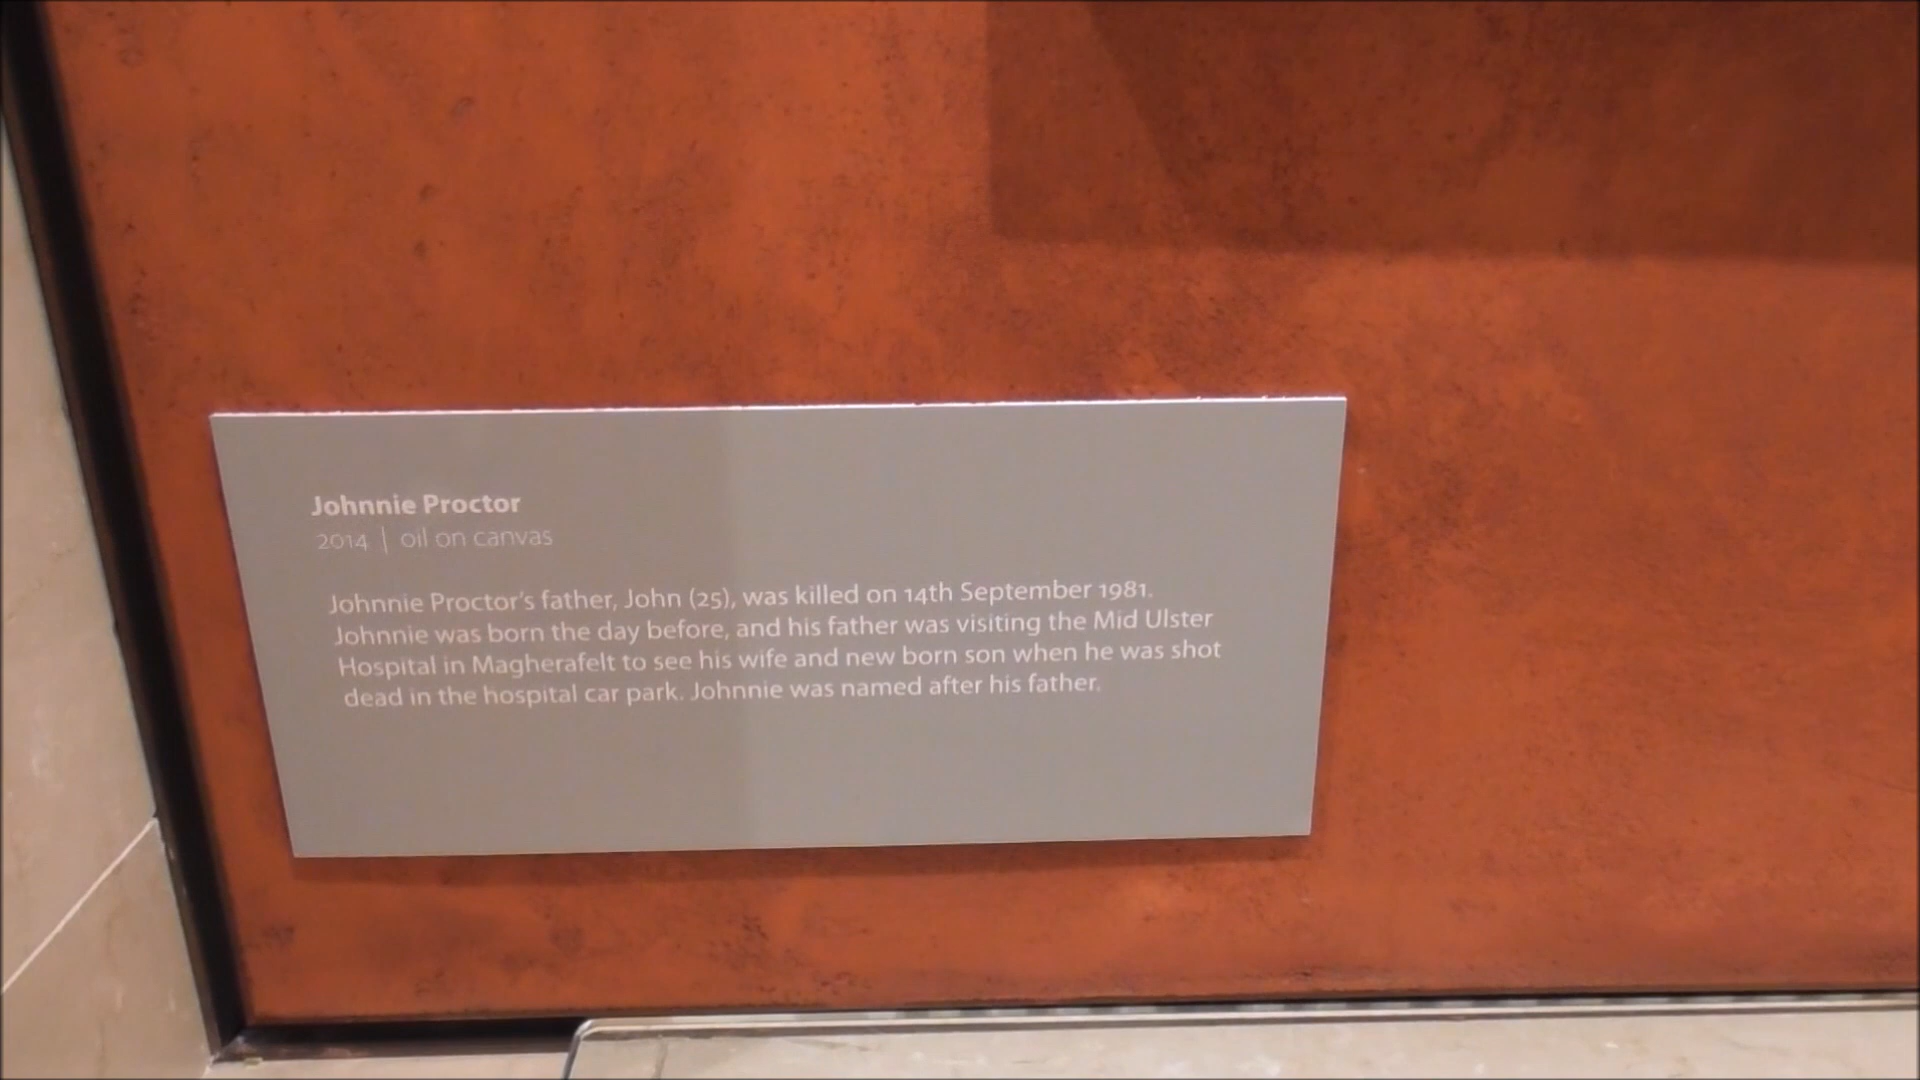 Johnnie Proctor
2014 | oil on canvas
Johnnie Proctor's father, John (25), was killed on 14th September 1981.
Johnnie was born the day before, and his father was visiting the Mid Ulster
Hospital in Magherafelt to see his wife and new born son when he was shot
dead in the hospital car park. Johnnie was named after his father.